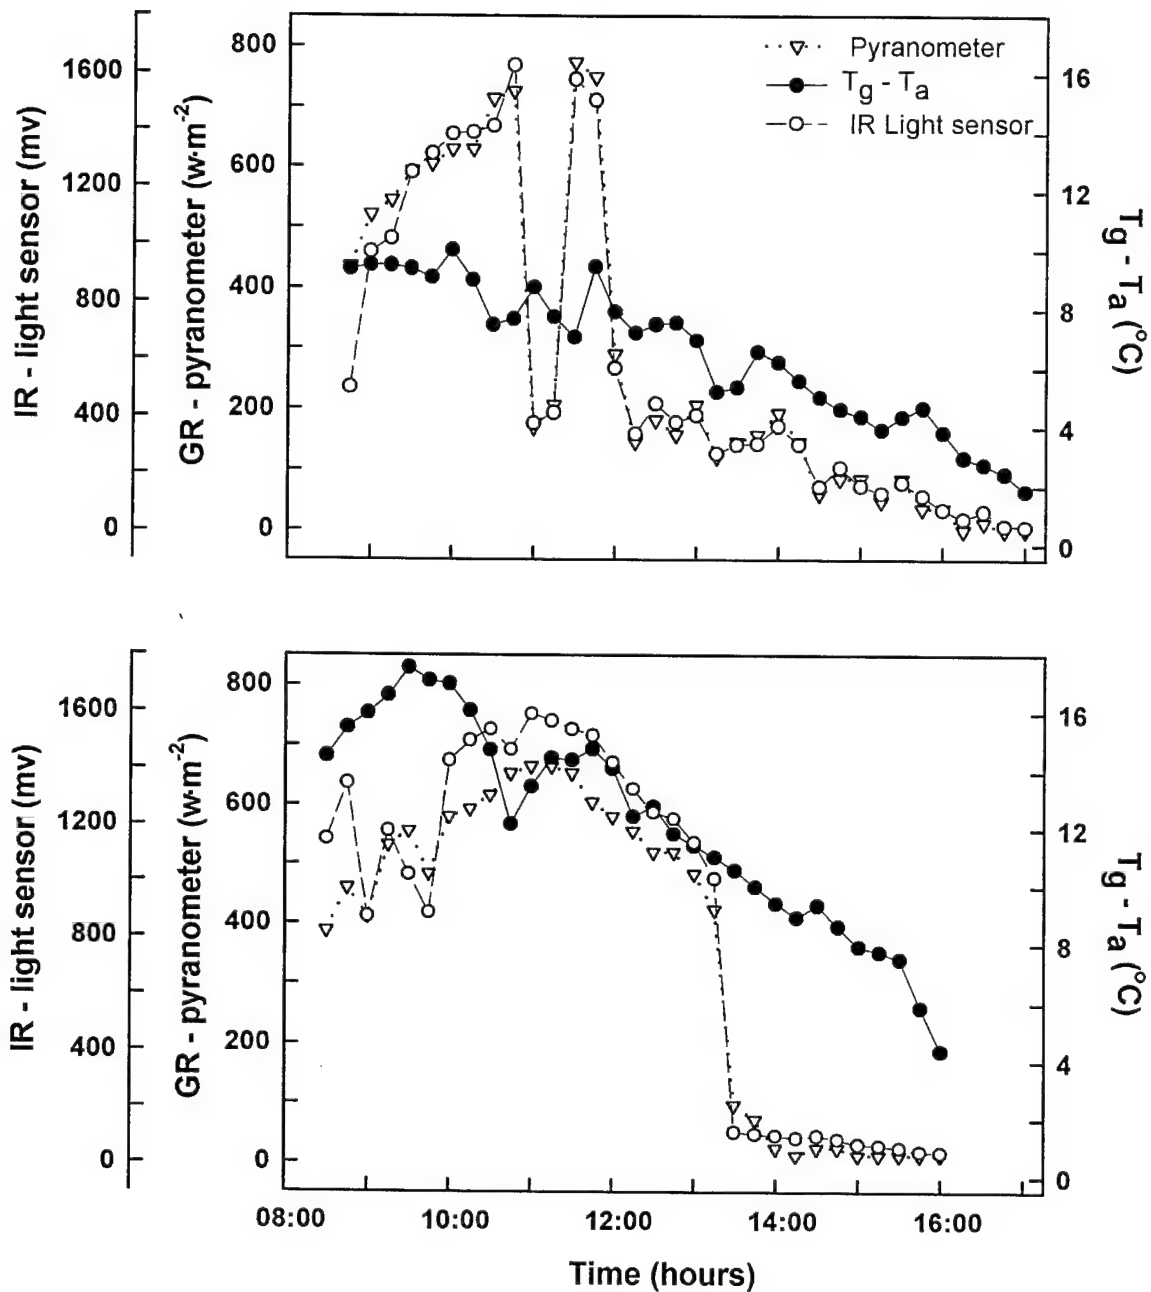 800
600
400
200
0
1600
1200
800
400
0
16
12
8
4
0
IR - light sensor (mv)
GR - pyranometer (w·m-2)
Tg - Ta (oC)
Pyranometer
Tg - Ta
IR Light sensor
800
600
400
200
0
1600
1200
800
400
0
16
12
8
4
0
IR - light sensor (mv)
GR - pyranometer (w·m-2)
Tg - Ta (oC)
08:00 10:00 12:00 14:00 16:00
Time (hours)